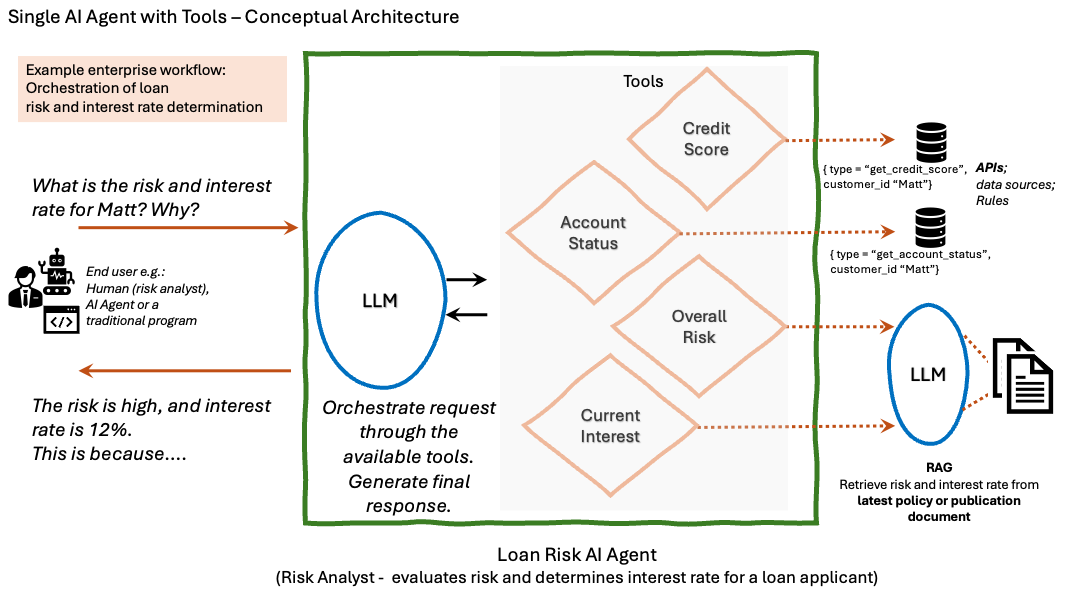 Single AI Agent with Tools – Conceptual Architecture
Example enterprise workflow:
Orchestration of loan
risk and interest rate determination
What is the risk and interest
rate for Matt? Why?
End user e.g.:
Human (risk analyst),
AI Agent or a
traditional program
The risk is high, and interest
rate is 12%.
This is because....
LLM
Orchestrate request
through the
available tools.
Generate final
response.
Tools
Credit
Score
Account
Status
Overall
Risk
Current
Interest
{ type = “get_credit_score”,
customer_id “Matt”}
APIs;
data sources;
Rules
{ type = “get_account_status”,
customer_id “Matt”}
LLM
RAG
Retrieve risk and interest rate from
latest policy or publication
document
Loan Risk AI Agent
(Risk Analyst - evaluates risk and determines interest rate for a loan applicant)